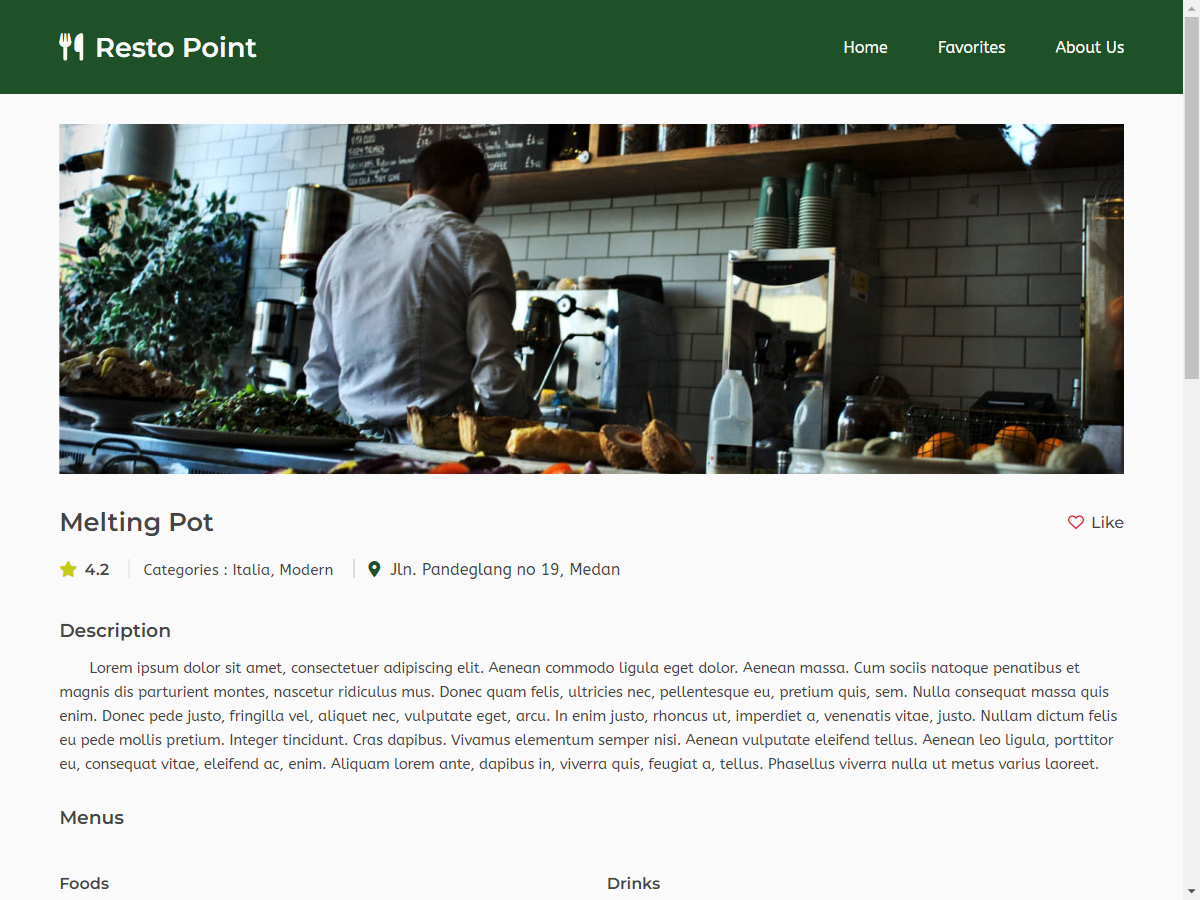 Resto Point
Home Favorites About Us
COFFEE
Melting Pot
Like
4.2 Categories : Italia, Modern Jln. Pandeglang no 19, Medan
Description
Lorem ipsum dolor sit amet, consectetuer adipiscing elit. Aenean commodo ligula eget dolor. Aenean massa. Cum sociis natoque penatibus et
magnis dis parturient montes, nascetur ridiculus mus. Donec quam felis, ultricies nec, pellentesque eu, pretium quis, sem. Nulla consequat massa quis
enim. Donec pede justo, fringilla vel, aliquet nec, vulputate eget, arcu. In enim justo, rhoncus ut, imperdiet a, venenatis vitae, justo. Nullam dictum felis
eu pede mollis pretium. Integer tincidunt. Cras dapibus. Vivamus elementum semper nisi. Aenean vulputate eleifend tellus. Aenean leo ligula, porttitor
eu, consequat vitae, eleifend ac, enim. Aliquam lorem ante, dapibus in, viverra quis, feugiat a, tellus. Phasellus viverra nulla ut metus varius laoreet.
Menus
Foods Drinks